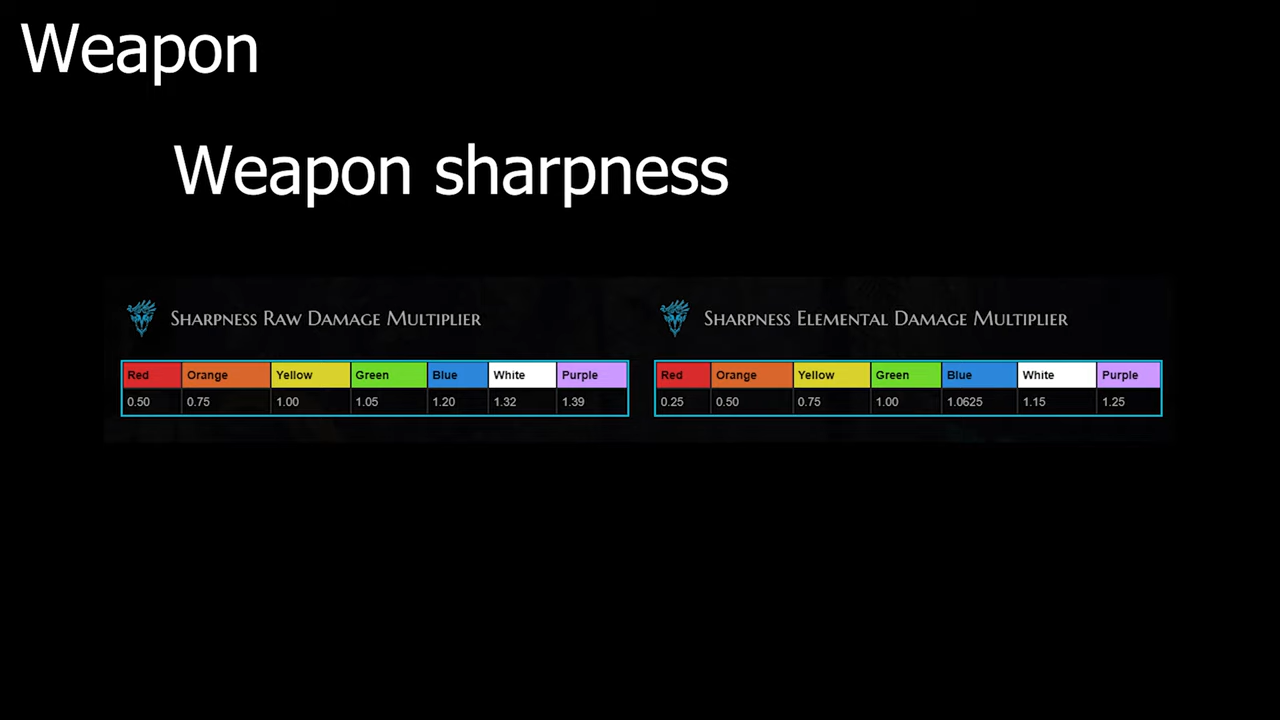 Weapon
Weapon sharpness
Sharpness Raw Damage Multiplier
Red Orange Yellow Green Blue White Purple
0.50 0.75 1.00 1.05 1.20 1.32 1.39
Sharpness Elemental Damage Multiplier
Red Orange Yellow Green Blue White Purple
0.25 0.50 0.75 1.00 1.0625 1.15 1.25